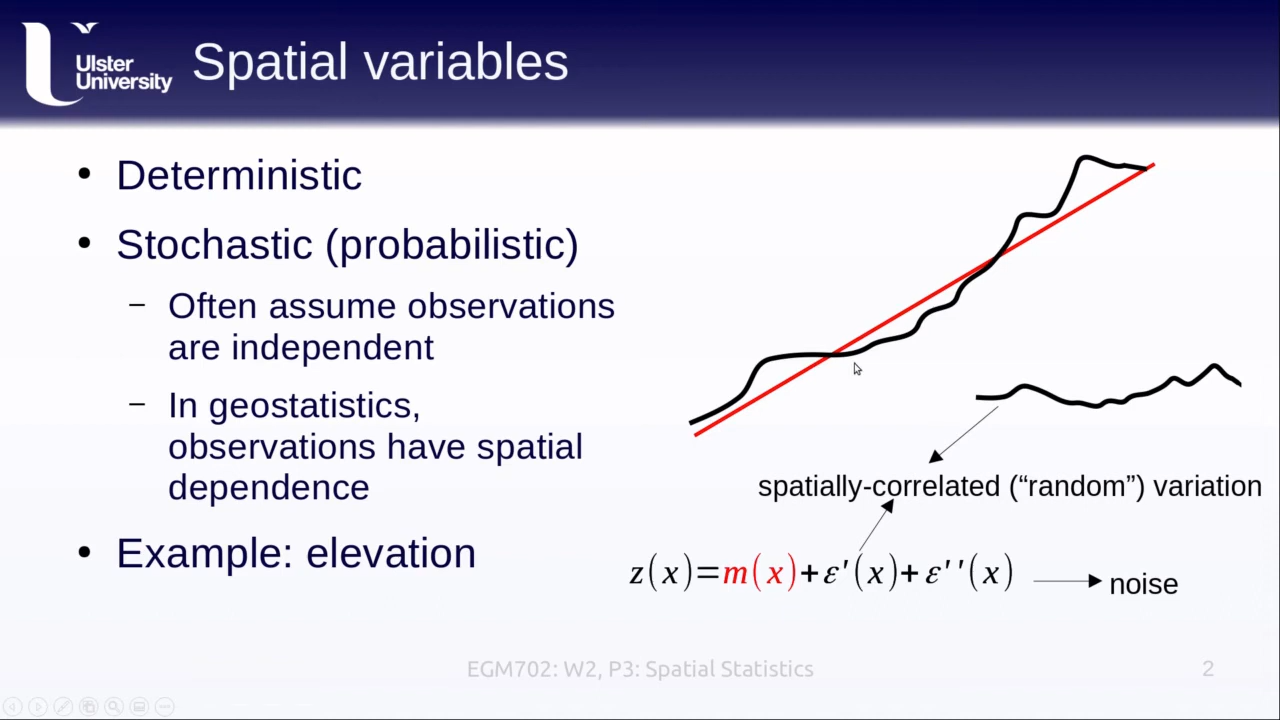 Ulster
University
Spatial variables
• Deterministic
• Stochastic (probabilistic)
– Often assume observations
are independent
– In geostatistics,
observations have spatial
dependence
• Example: elevation
spatially-correlated (“random”) variation
z(x)=m(x)+ε'(x)+ε''(x)
noise
EGM702: W2, P3: Spatial Statistics
2